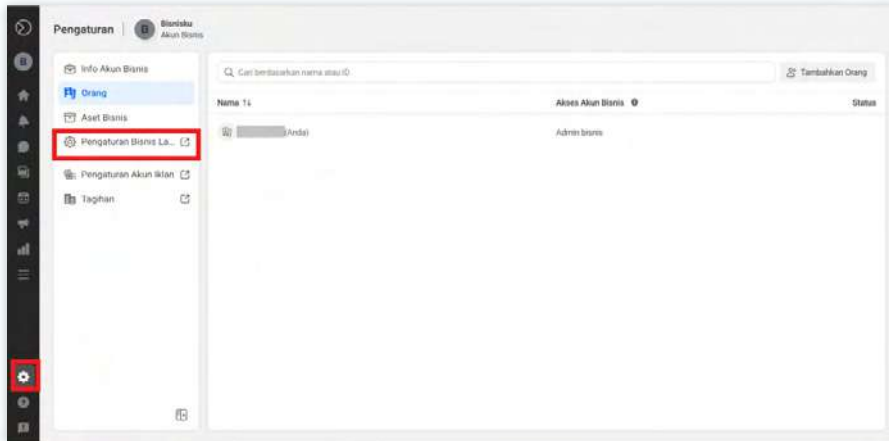 Pengaturan
B
Bisnisku
Akun Bisnis
B
Info Akun Bisnis
Orang
Aset Bisnis
Pengaturan Bisnis La...
Pengaturan Akun Iklan
Tagihan
Cari berdasarkan nama atau ID
Tambahkan Orang
Nama ↑↓ Akses Akun Bisnis Status
(Anda) Admin bisnis